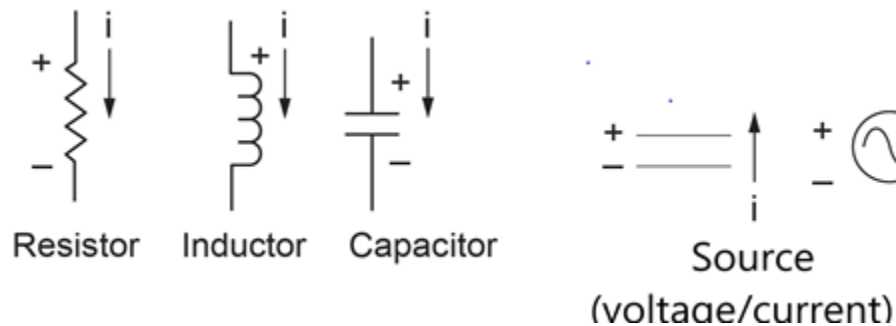 i i i
+ + +
+ +
− − − −
i
Resistor Inductor Capacitor
Source
(voltage/current)